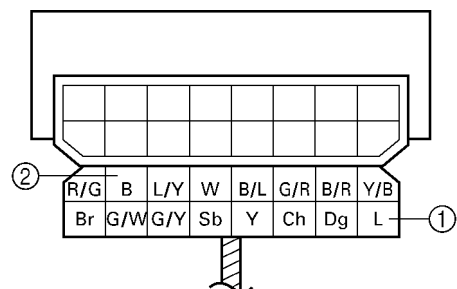 ② R/G B L/Y W B/L G/R B/R Y/B
Br G/W G/Y Sb Y Ch Dg L ①